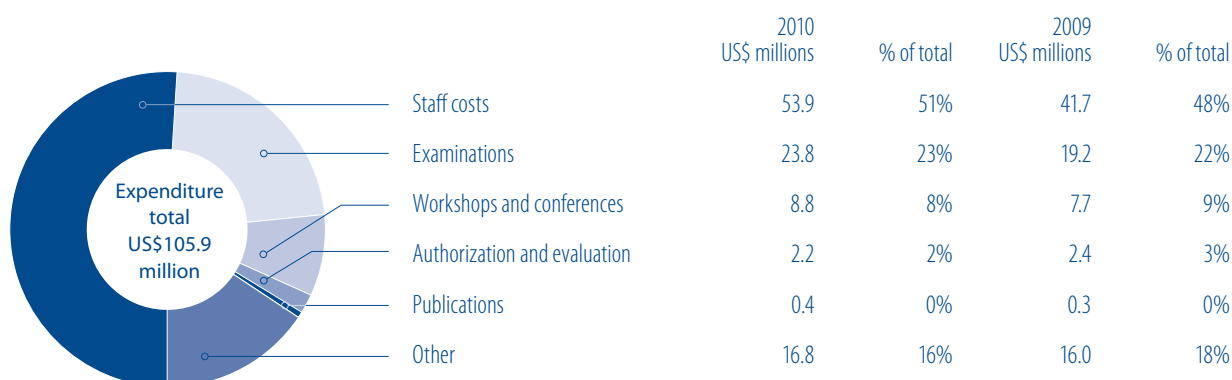 2010 2009
US$ millions % of total US$ millions % of total
Expenditure
total
US$105.9
million
Staff costs 53.9 51% 41.7 48%
Examinations 23.8 23% 19.2 22%
Workshops and conferences 8.8 8% 7.7 9%
Authorization and evaluation 2.2 2% 2.4 3%
Publications 0.4 0% 0.3 0%
Other 16.8 16% 16.0 18%